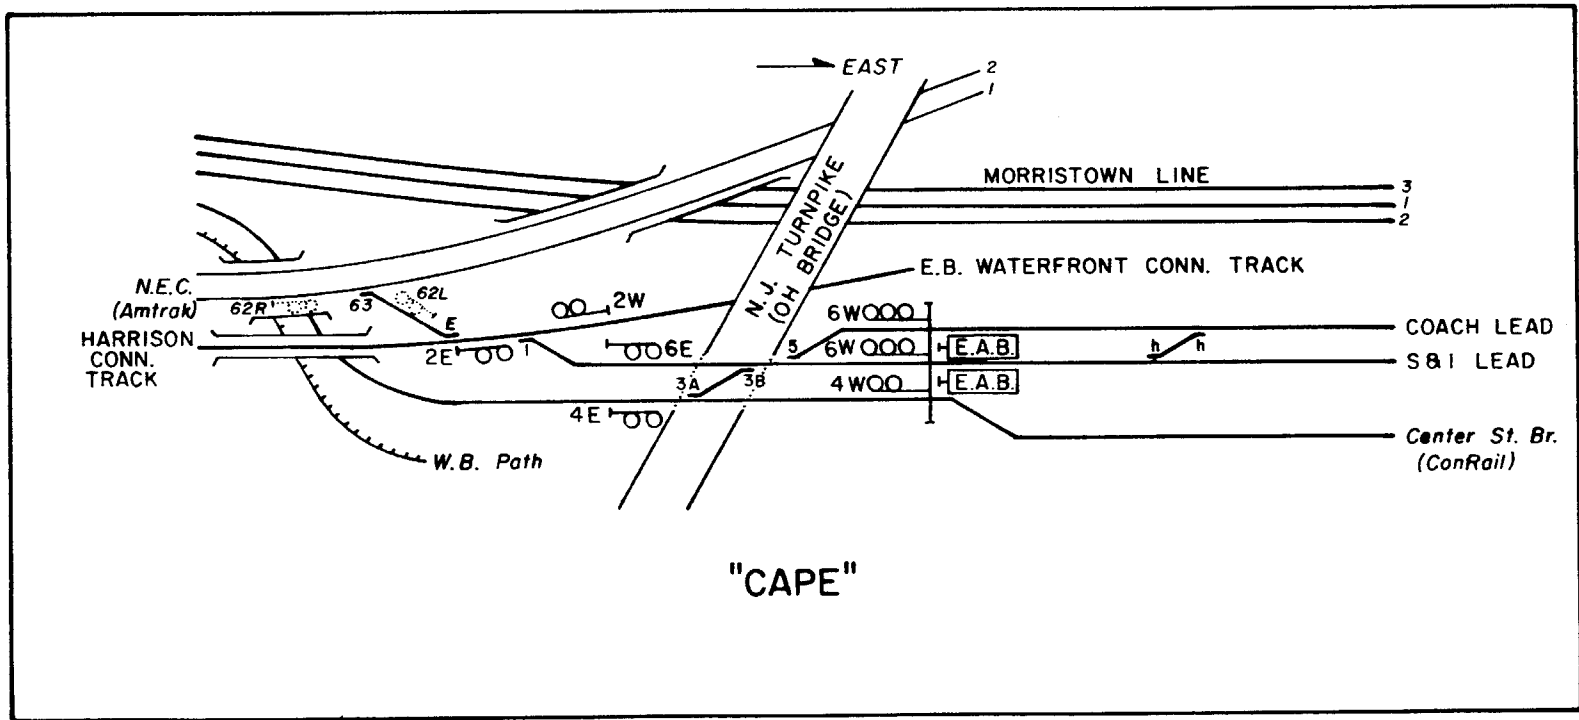 EAST
2
1
MORRISTOWN LINE
3
1
2
N. J. TURNPIKE
(OH BRIDGE)
E.B. WATERFRONT CONN. TRACK
N.E.C.
(Amtrak)
62R
63
62L
E
2W
HARRISON
CONN.
TRACK
2E
1
6E
5
6W
COACH LEAD
6W
E.A.B.
h
h
S&I LEAD
3A
3B
4W
E.A.B.
4E
W.B. Path
Center St. Br.
(ConRail)
"CAPE"